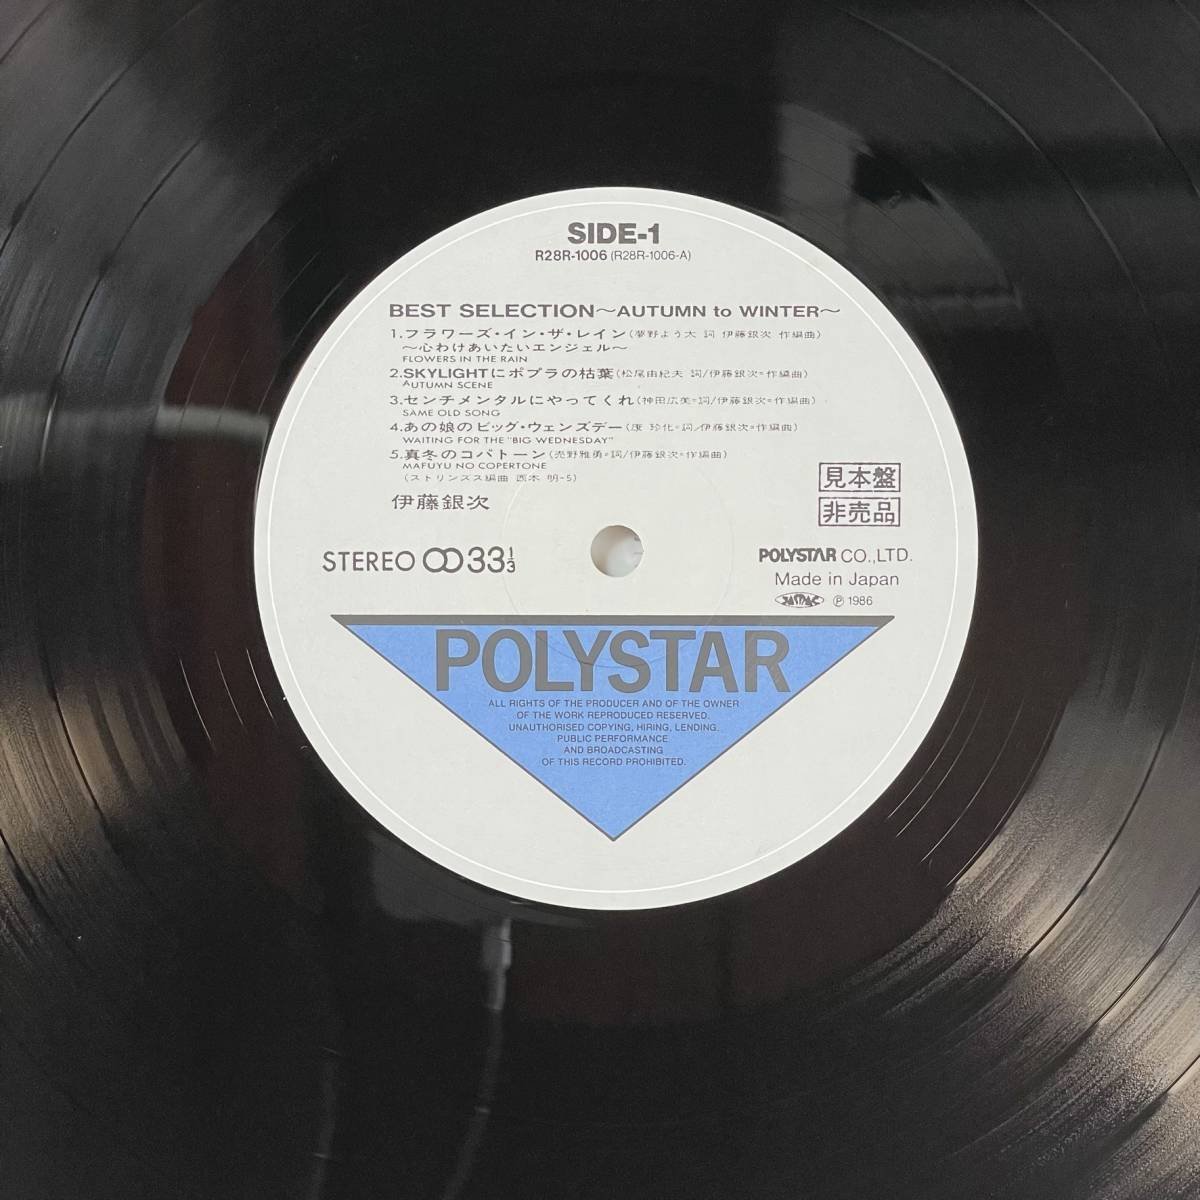 SIDE-1
R28R-1006 (R28R-1006-A)
BEST SELECTION〜AUTUMN to WINTER〜
1.フラワーズ・イン・ザ・レイン(夢野よう太 詞 伊藤銀次 作編曲)
〜心わけあいたいエンジェル〜
FLOWERS IN THE RAIN
2.SKYLIGHTにポプラの枯葉(松尾由紀夫 詞/伊藤銀次=作編曲)
AUTUMN SCENE
3.センチメンタルにやってくれ(神田広美=詞/伊藤銀次=作編曲)
SAME OLD SONG
4.あの娘のビッグ・ウェンズデー(康 珍化=詞/伊藤銀次=作編曲)
WAITING FOR THE "BIG WEDNESDAY"
5.真冬のコパトーン(売野雅勇=詞/伊藤銀次=作編曲)
MAFUYU NO COPERTONE
(ストリンスス編曲 西本 明-5)
伊藤銀次
見本盤
非売品
STEREO 33 1/3
POLYSTAR CO.,LTD.
Made in Japan
JASRAC ℗ 1986
POLYSTAR
ALL RIGHTS OF THE PRODUCER AND OF THE OWNER
OF THE WORK REPRODUCED RESERVED.
UNAUTHORISED COPYING, HIRING, LENDING.
PUBLIC PERFORMANCE
AND BROADCASTING
OF THIS RECORD PROHIBITED.